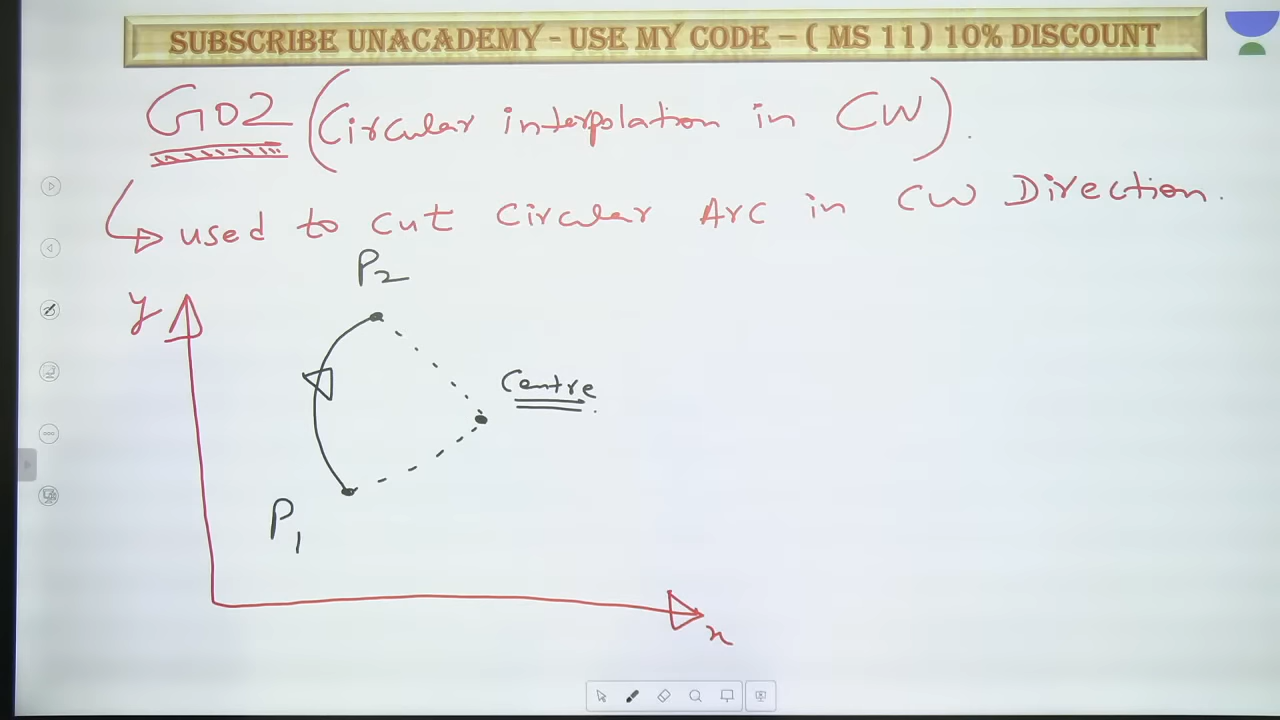 SUBSCRIBE UNACADEMY - USE MY CODE - ( MS 11) 10% DISCOUNT
G02 (Circular interpolation in CW).
used to cut circular Arc in CW Direction.
P2
y
Centre
P1
x